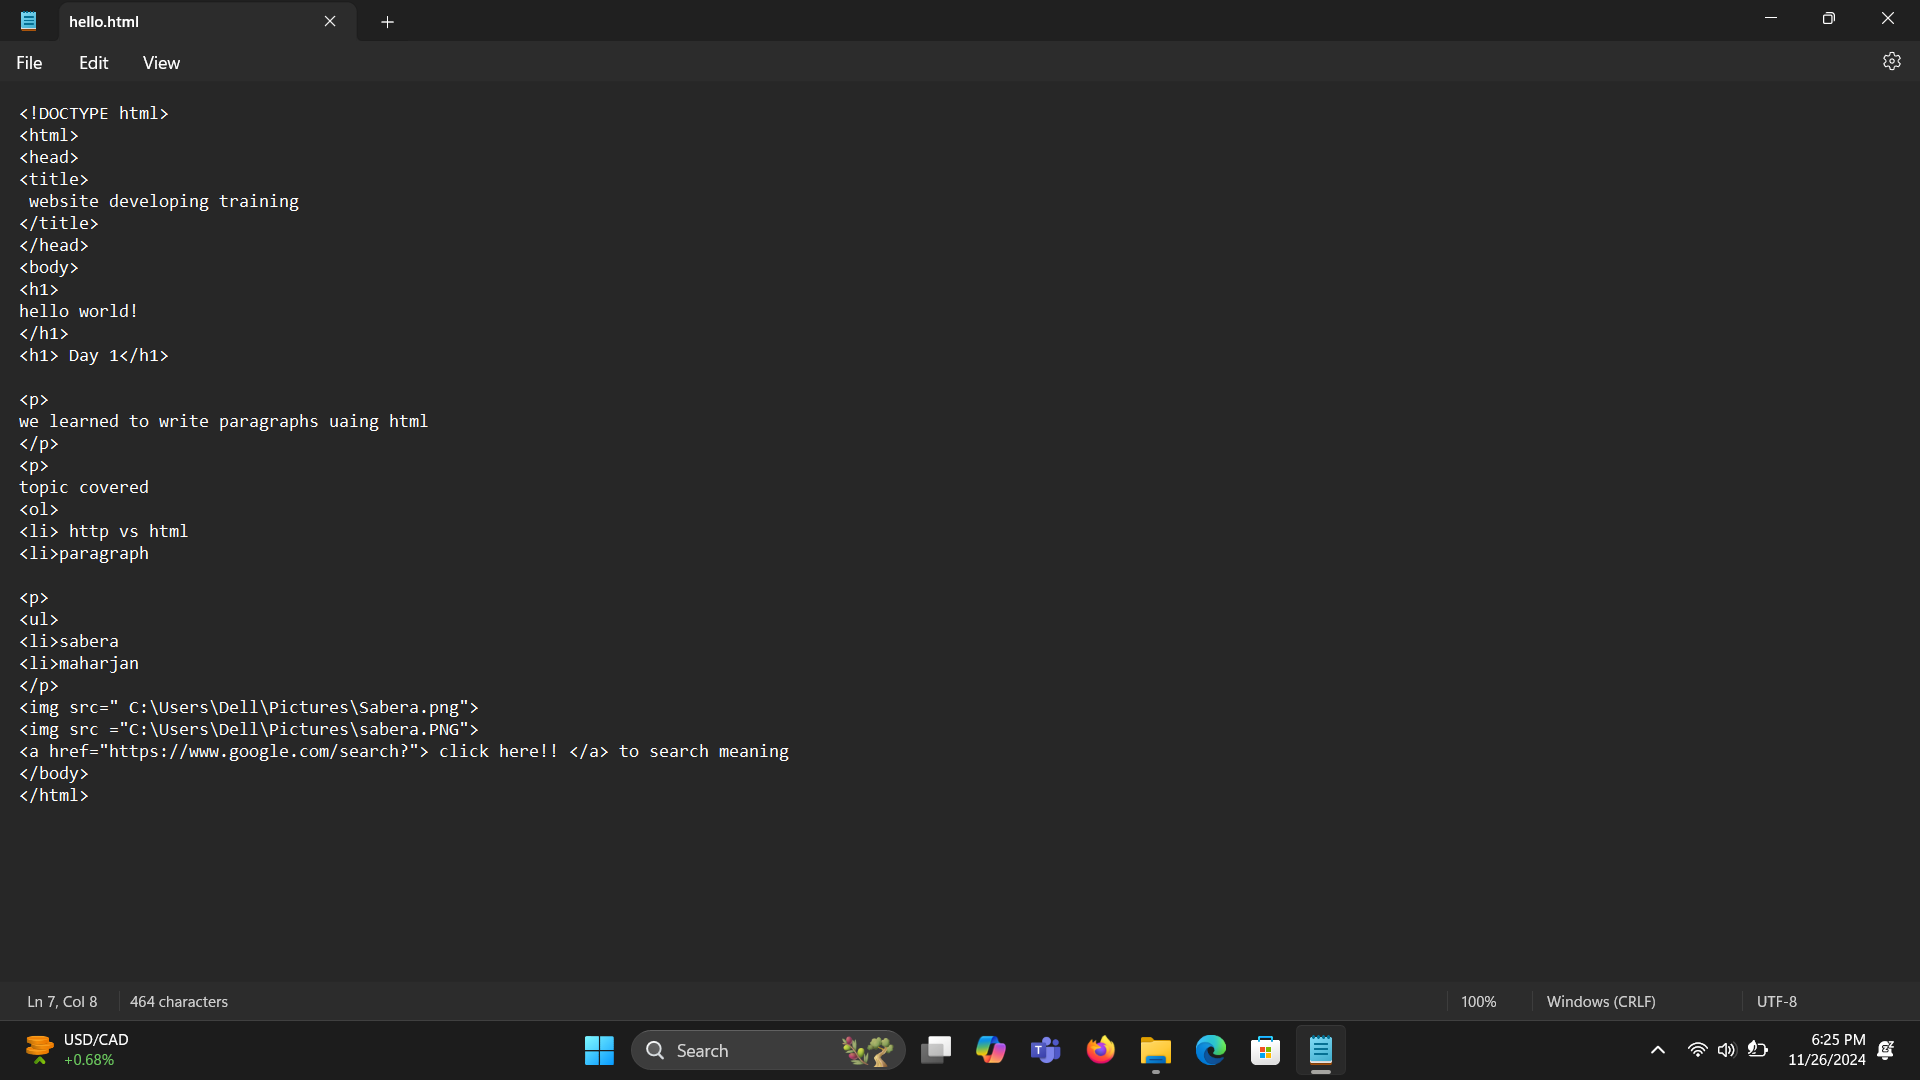 hello.html
File Edit View
<!DOCTYPE html>
<html>
<head>
<title>
 website developing training
</title>
</head>
<body>
<h1>
hello world!
</h1>
<h1> Day 1</h1>

<p>
we learned to write paragraphs uaing html
</p>
<p>
topic covered
<ol>
<li> http vs html
<li>paragraph

<p>
<ul>
<li>sabera
<li>maharjan
</p>
<img src=" C:\Users\Dell\Pictures\Sabera.png">
<img src ="C:\Users\Dell\Pictures\sabera.PNG">
<a href="https://www.google.com/search?"> click here!! </a> to search meaning
</body>
</html>
Ln 7, Col 8 464 characters 100% Windows (CRLF) UTF-8
USD/CAD
+0.68%
Search
6:25 PM
11/26/2024